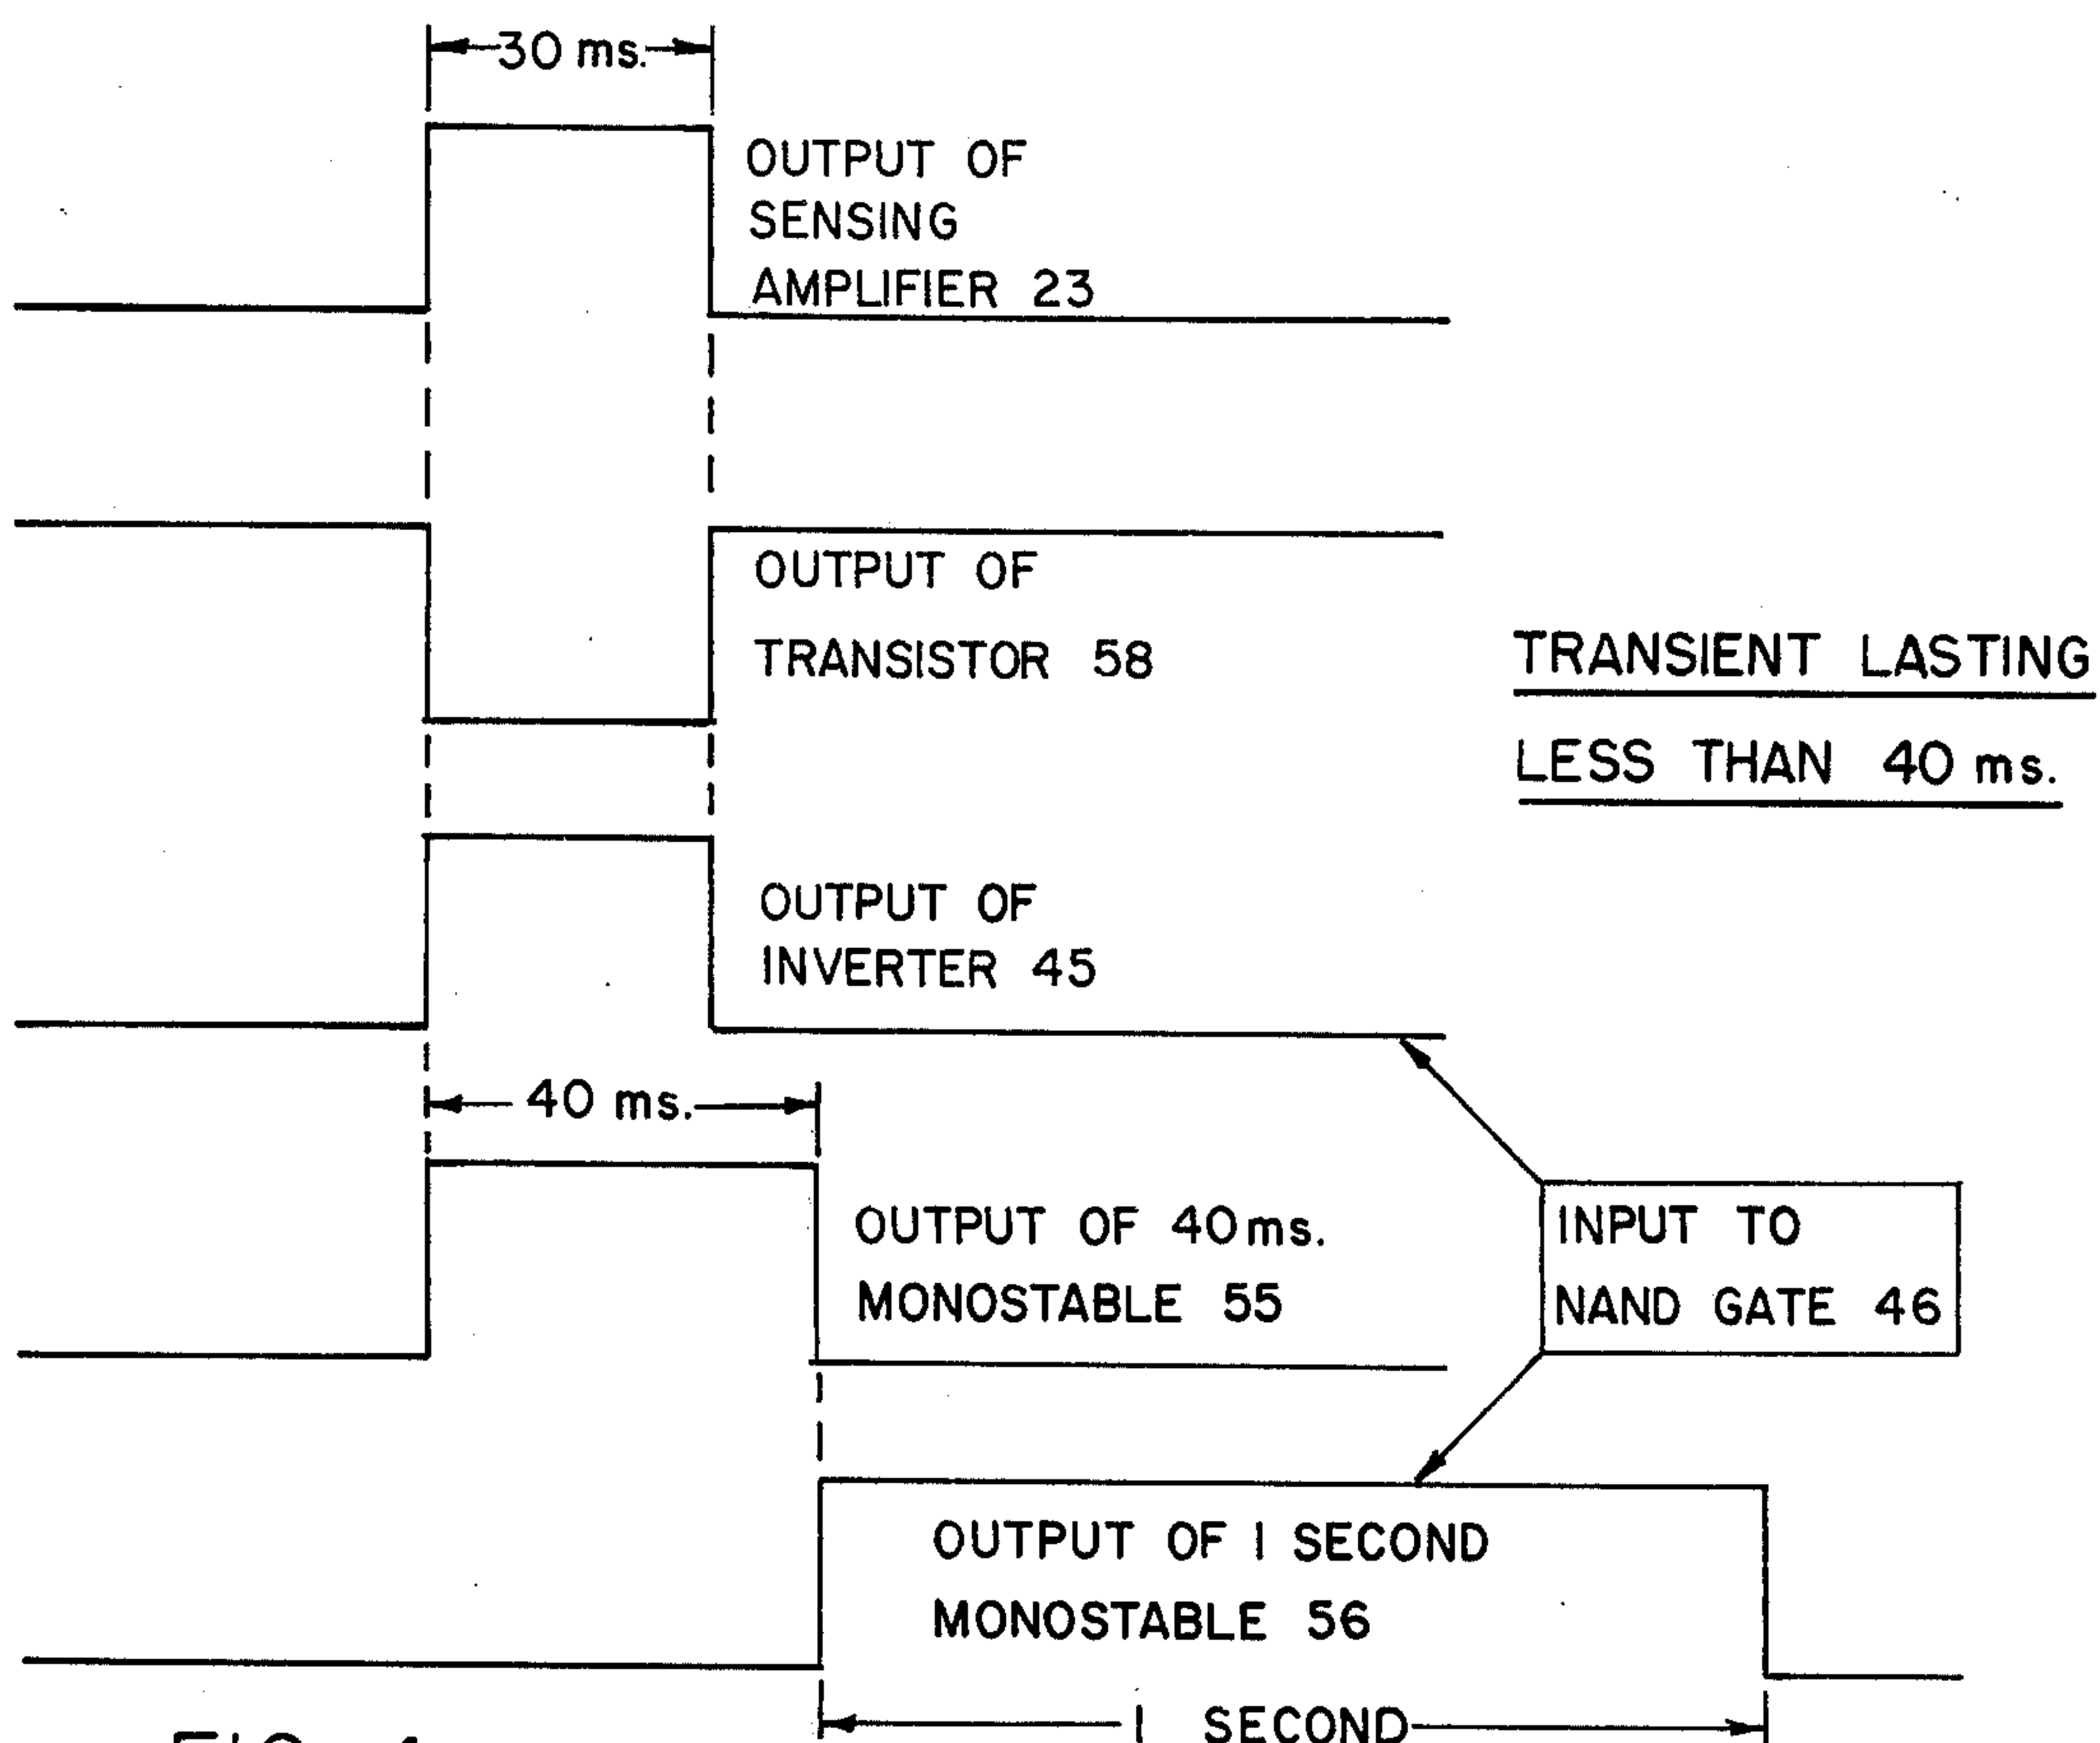 30 ms.
OUTPUT OF
SENSING
AMPLIFIER 23
OUTPUT OF
TRANSISTOR 58
TRANSIENT LASTING
LESS THAN 40 ms.
OUTPUT OF
INVERTER 45
40 ms.
OUTPUT OF 40 ms.
MONOSTABLE 55
INPUT TO
NAND GATE 46
OUTPUT OF 1 SECOND
MONOSTABLE 56
1 SECOND